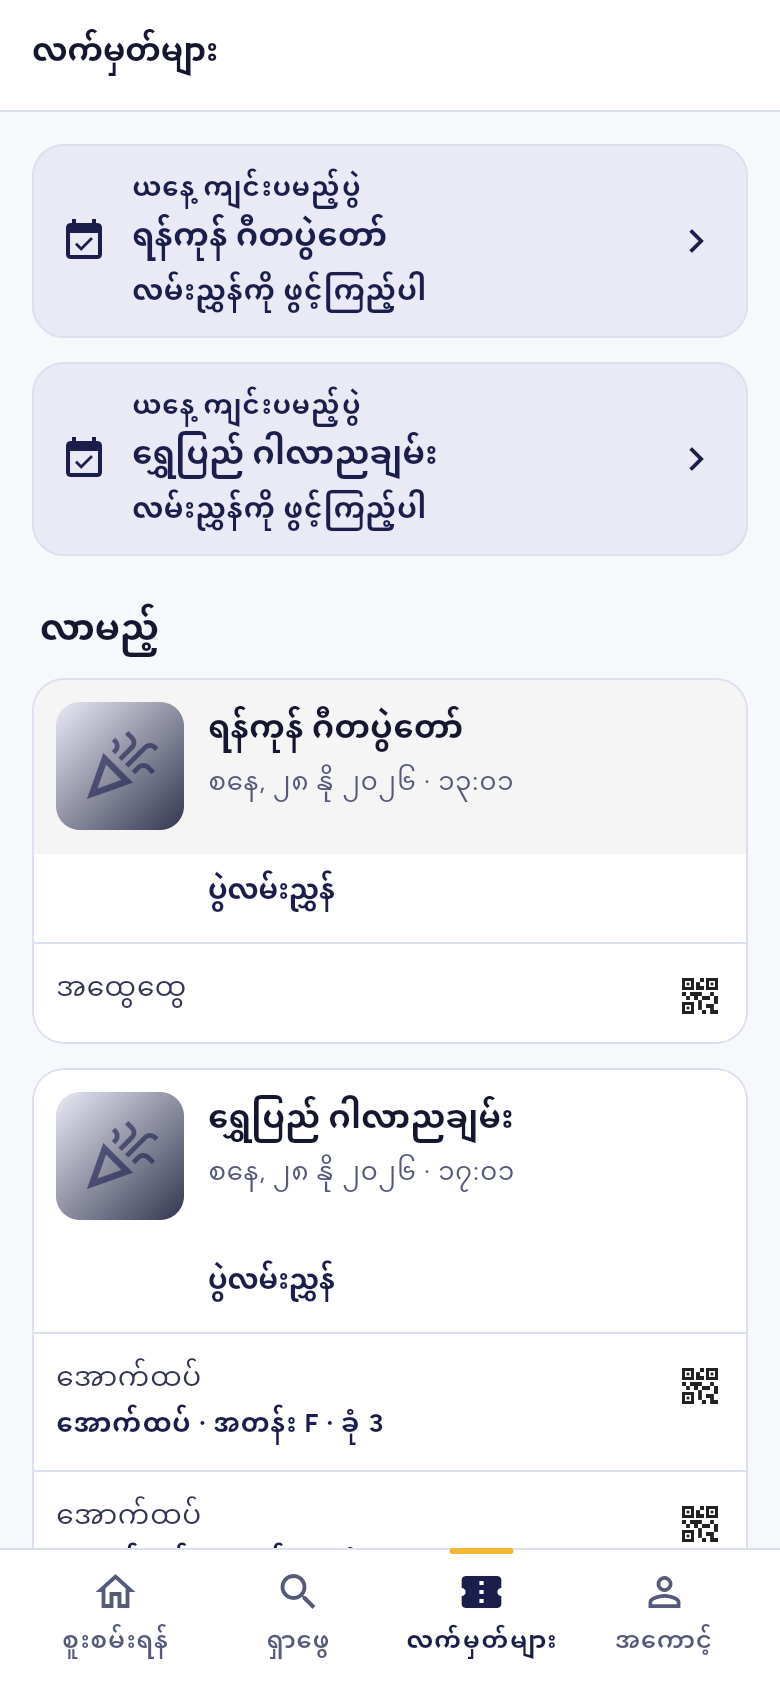 လက်မှတ်များ
ယနေ့ ကျင်းပမည့်ပွဲ
ရန်ကုန် ဂီတပွဲတော်
လမ်းညွှန်ကို ဖွင့်ကြည့်ပါ
ယနေ့ ကျင်းပမည့်ပွဲ
ရွှေပြည် ဂါလာညချမ်း
လမ်းညွှန်ကို ဖွင့်ကြည့်ပါ
လာမည့်
ရန်ကုန် ဂီတပွဲတော်
စနေ, ၂၈ နို ၂၀၂၆ · ၁၃:၀၁
ပွဲလမ်းညွှန်
အထွေထွေ
ရွှေပြည် ဂါလာညချမ်း
စနေ, ၂၈ နို ၂၀၂၆ · ၁၇:၀၁
ပွဲလမ်းညွှန်
အောက်ထပ်
အောက်ထပ် · အတန်း F · ခုံ 3
အောက်ထပ်
စူးစမ်းရန်
ရှာဖွေ
လက်မှတ်များ
အကောင့်